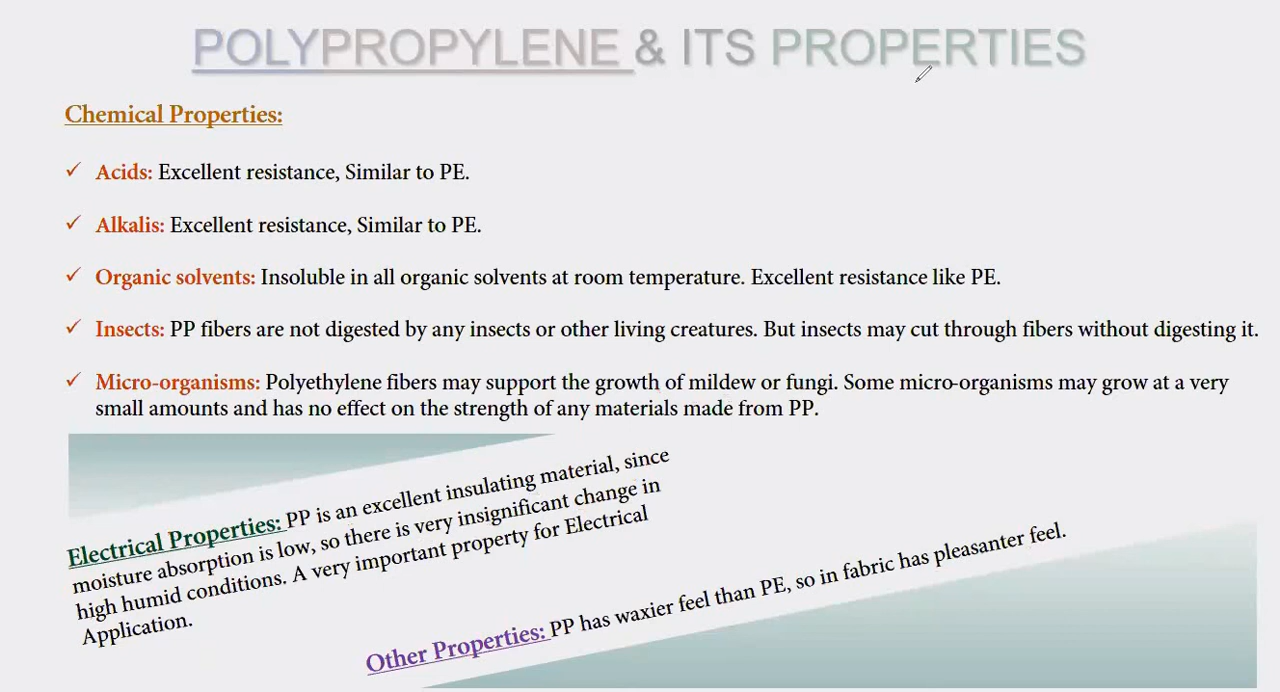 POLYPROPYLENE & ITS PROPERTIES
Chemical Properties:
Acids: Excellent resistance, Similar to PE.
Alkalis: Excellent resistance, Similar to PE.
Organic solvents: Insoluble in all organic solvents at room temperature. Excellent resistance like PE.
Insects: PP fibers are not digested by any insects or other living creatures. But insects may cut through fibers without digesting it.
Micro-organisms: Polyethylene fibers may support the growth of mildew or fungi. Some micro-organisms may grow at a very
small amounts and has no effect on the strength of any materials made from PP.
Electrical Properties: PP is an excellent insulating material, since
moisture absorption is low, so there is very insignificant change in
high humid conditions. A very important property for Electrical
Application.
Other Properties: PP has waxier feel than PE, so in fabric has pleasanter feel.